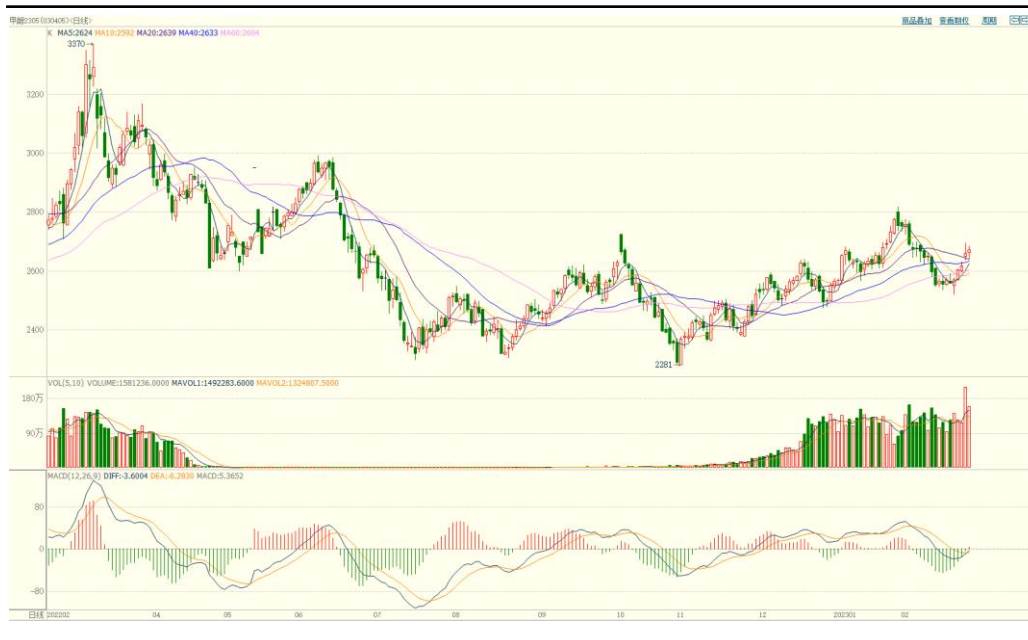 甲醇2305(030405)<日线> 商品叠加 查看期权 周期
K MA5:2624 MA10:2592 MA20:2639 MA40:2633 MA60:2604
3370→
3200
3000
2800
2600
2400
2281→
VOL(5,10) VOLUME:1581236.0000 MAVOL1:1492283.6000 MAVOL2:1324807.5000
180万
90万
MACD(12,26,9) DIFF:-3.6004 DEA:-6.2830 MACD:5.3652
80
0
-80
日线 202202 04 05 06 07 08 09 10 11 12 202301 02